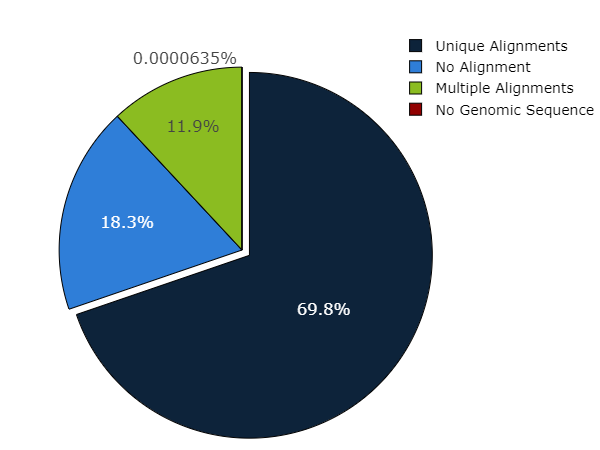 Unique Alignments
No Alignment
Multiple Alignments
No Genomic Sequence
0.0000635%
11.9%
18.3%
69.8%